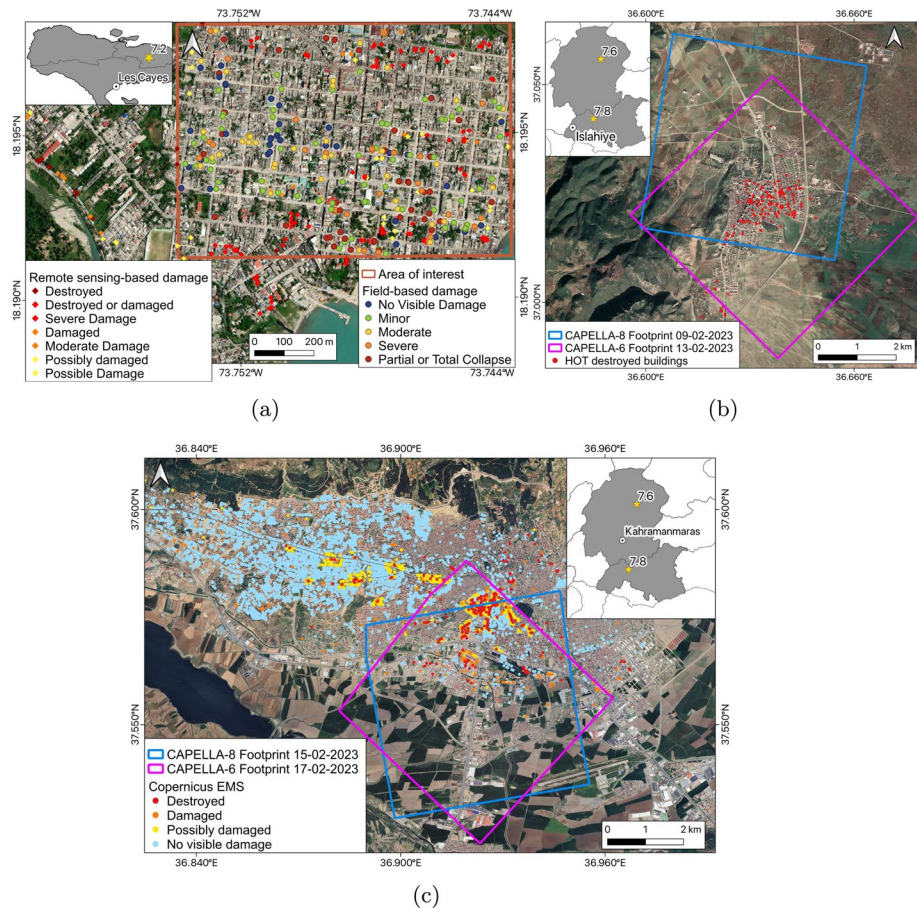 73.752°W 73.744°W
7.2
Les Cayes
18.195°N
18.195°N
18.190°N
18.190°N
Remote sensing-based damage
Destroyed
Destroyed or damaged
Severe Damage
Damaged
Moderate Damage
Possibly damaged
Possible Damage
Area of interest
Field-based damage
No Visible Damage
Minor
Moderate
Severe
Partial or Total Collapse
0 100 200 m
73.752°W 73.744°W
(a)
36.600°E 36.660°E
7.6
7.8
Islahiye
37.050°N
37.050°N
37.000°N
37.000°N
CAPELLA-8 Footprint 09-02-2023
CAPELLA-6 Footprint 13-02-2023
HOT destroyed buildings
0 1 2 km
36.600°E 36.660°E
(b)
36.840°E 36.900°E 36.960°E
7.6
Kahramanmaras
7.8
37.600°N
37.600°N
37.550°N
37.550°N
CAPELLA-8 Footprint 15-02-2023
CAPELLA-6 Footprint 17-02-2023
Copernicus EMS
Destroyed
Damaged
Possibly damaged
No visible damage
0 1 2 km
36.840°E 36.900°E 36.960°E
(c)